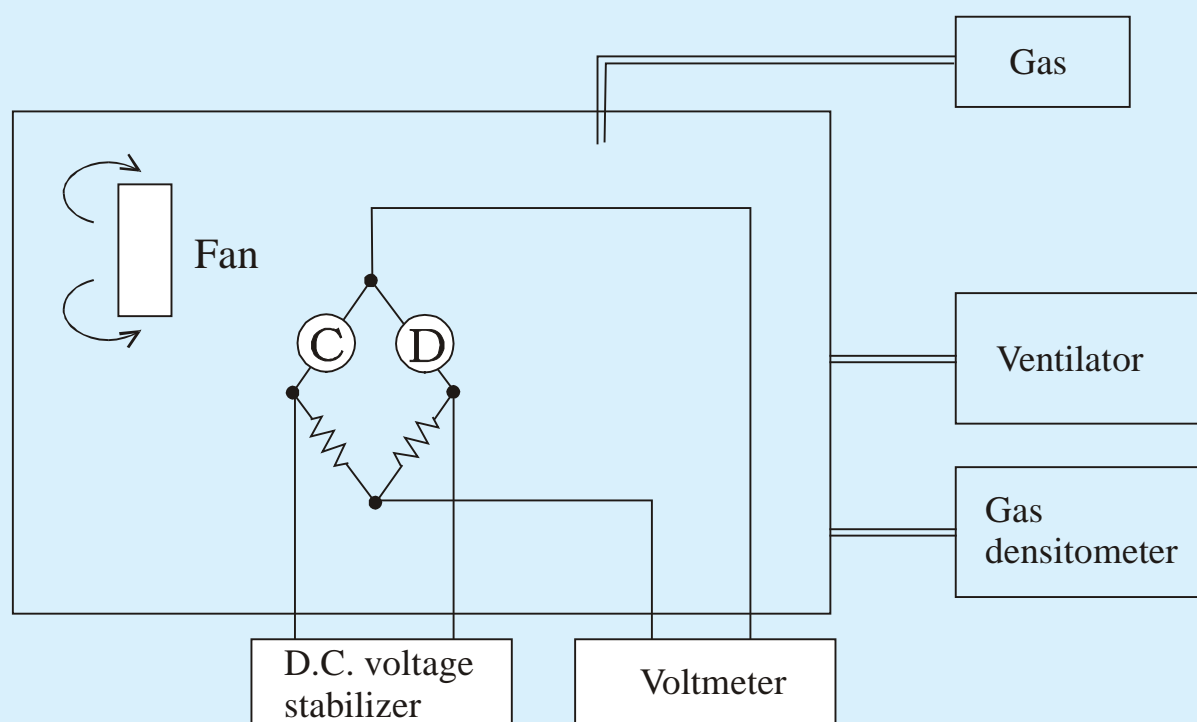 Gas
Fan
C
D
Ventilator
Gas
densitometer
D.C. voltage
stabilizer
Voltmeter